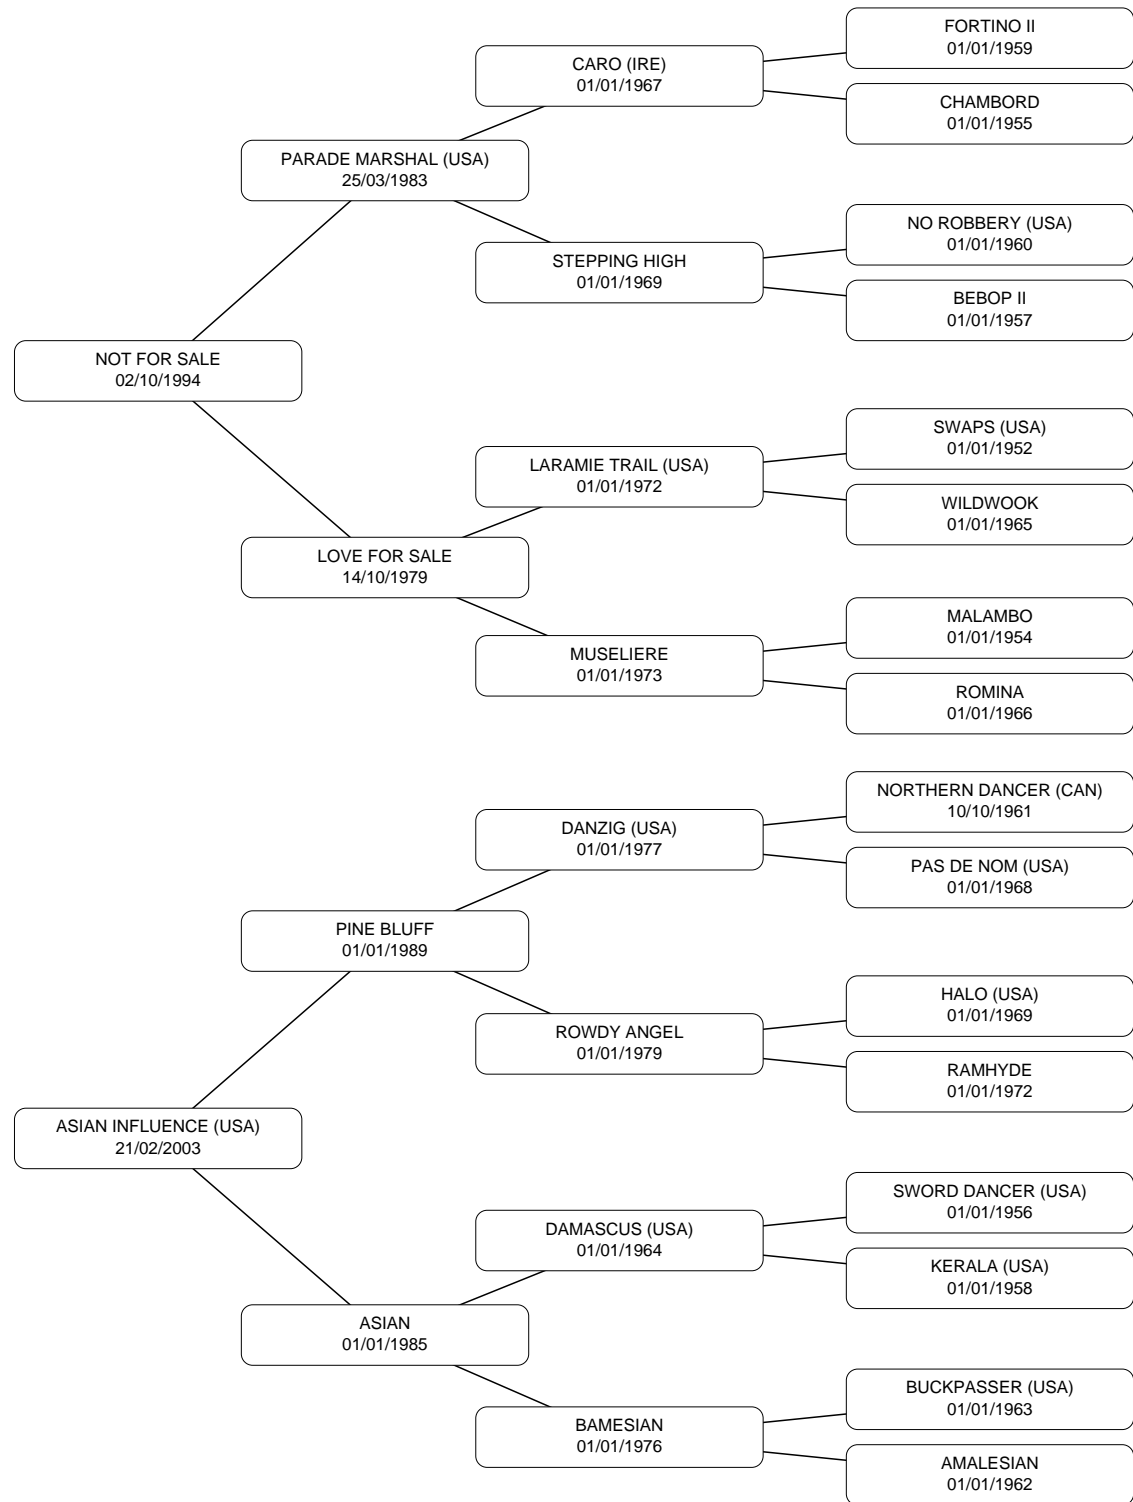 FORTINO II
01/01/1959
CARO (IRE)
01/01/1967
CHAMBORD
01/01/1955
PARADE MARSHAL (USA)
25/03/1983
NO ROBBERY (USA)
01/01/1960
STEPPING HIGH
01/01/1969
BEBOP II
01/01/1957
NOT FOR SALE
02/10/1994
SWAPS (USA)
01/01/1952
LARAMIE TRAIL (USA)
01/01/1972
WILDWOOK
01/01/1965
LOVE FOR SALE
14/10/1979
MALAMBO
01/01/1954
MUSELIERE
01/01/1973
ROMINA
01/01/1966
NORTHERN DANCER (CAN)
10/10/1961
DANZIG (USA)
01/01/1977
PAS DE NOM (USA)
01/01/1968
PINE BLUFF
01/01/1989
HALO (USA)
01/01/1969
ROWDY ANGEL
01/01/1979
RAMHYDE
01/01/1972
ASIAN INFLUENCE (USA)
21/02/2003
SWORD DANCER (USA)
01/01/1956
DAMASCUS (USA)
01/01/1964
KERALA (USA)
01/01/1958
ASIAN
01/01/1985
BUCKPASSER (USA)
01/01/1963
BAMESIAN
01/01/1976
AMALESIAN
01/01/1962